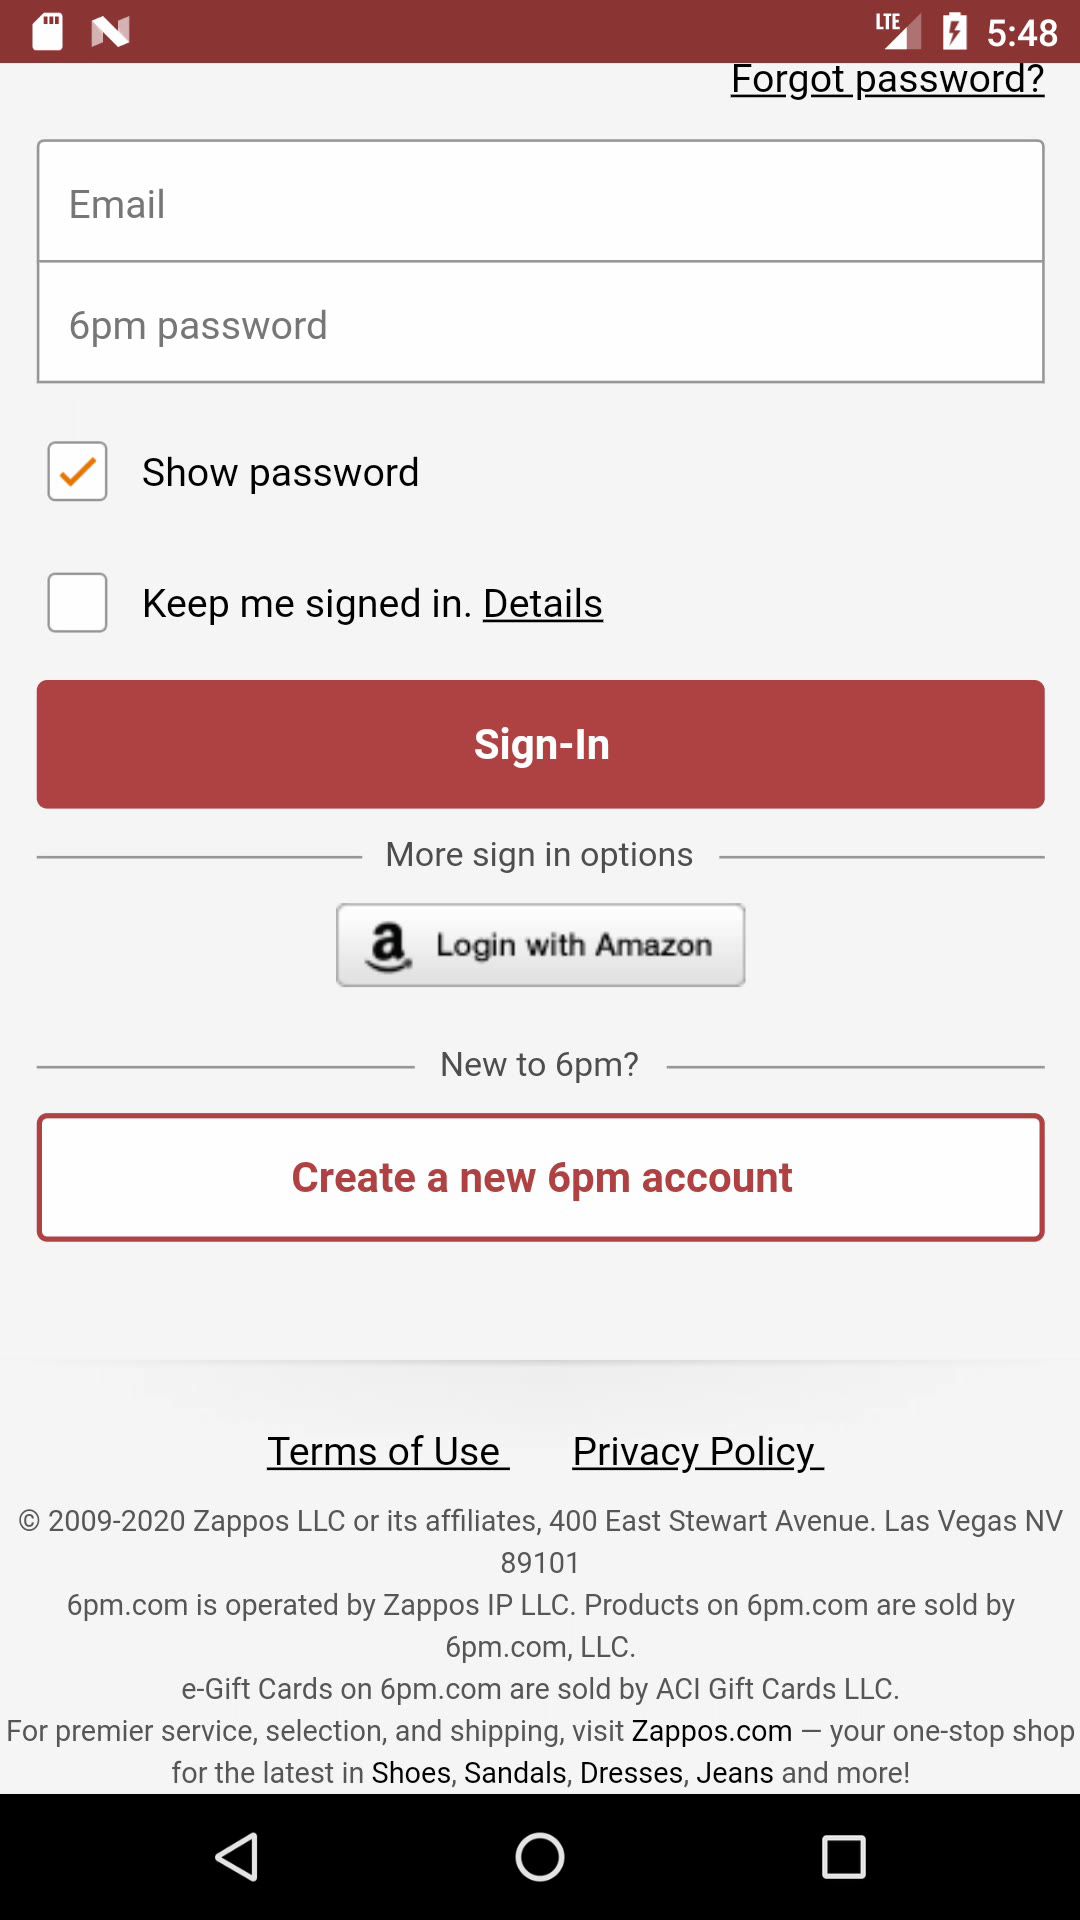 LTE 5:48
Forgot password?
Email
6pm password
Show password
Keep me signed in. Details
Sign-In
More sign in options
a Login with Amazon
New to 6pm?
Create a new 6pm account
Terms of Use Privacy Policy
© 2009-2020 Zappos LLC or its affiliates, 400 East Stewart Avenue. Las Vegas NV
89101
6pm.com is operated by Zappos IP LLC. Products on 6pm.com are sold by
6pm.com, LLC.
e-Gift Cards on 6pm.com are sold by ACI Gift Cards LLC.
For premier service, selection, and shipping, visit Zappos.com — your one-stop shop
for the latest in Shoes, Sandals, Dresses, Jeans and more!